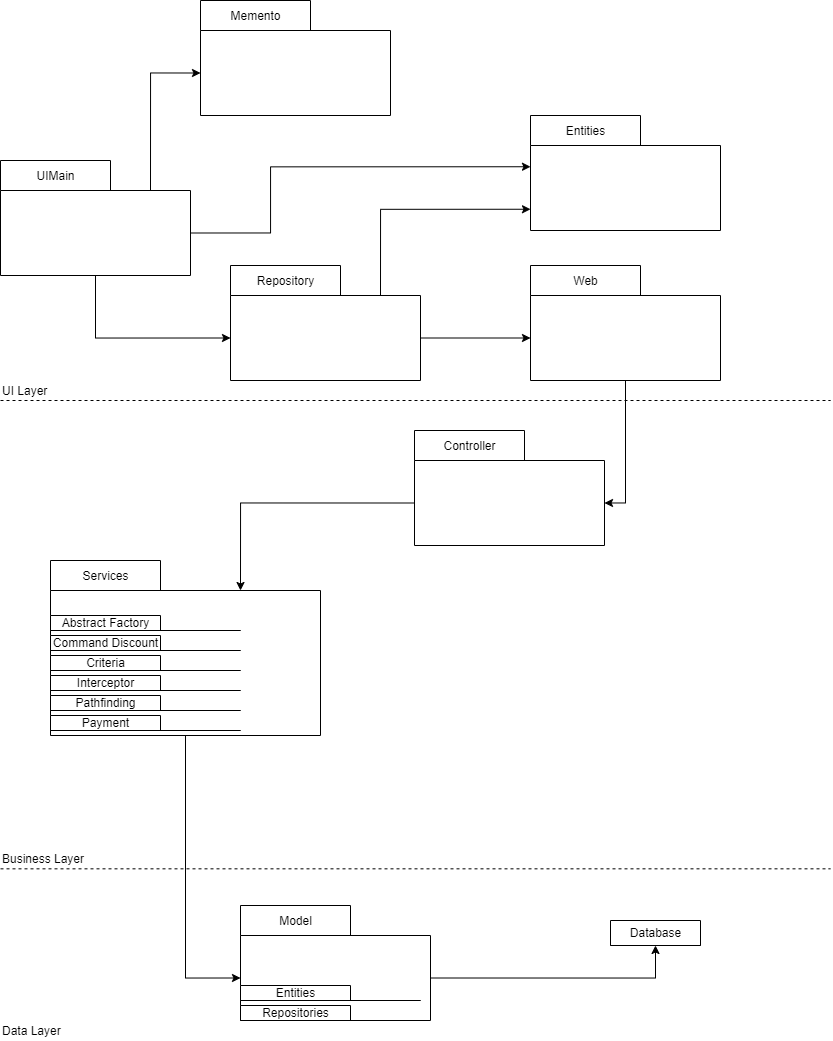 Memento
Entities
UIMain
Repository
Web
UI Layer
Controller
Services
Abstract Factory
Command Discount
Criteria
Interceptor
Pathfinding
Payment
Business Layer
Model
Database
Entities
Repositories
Data Layer